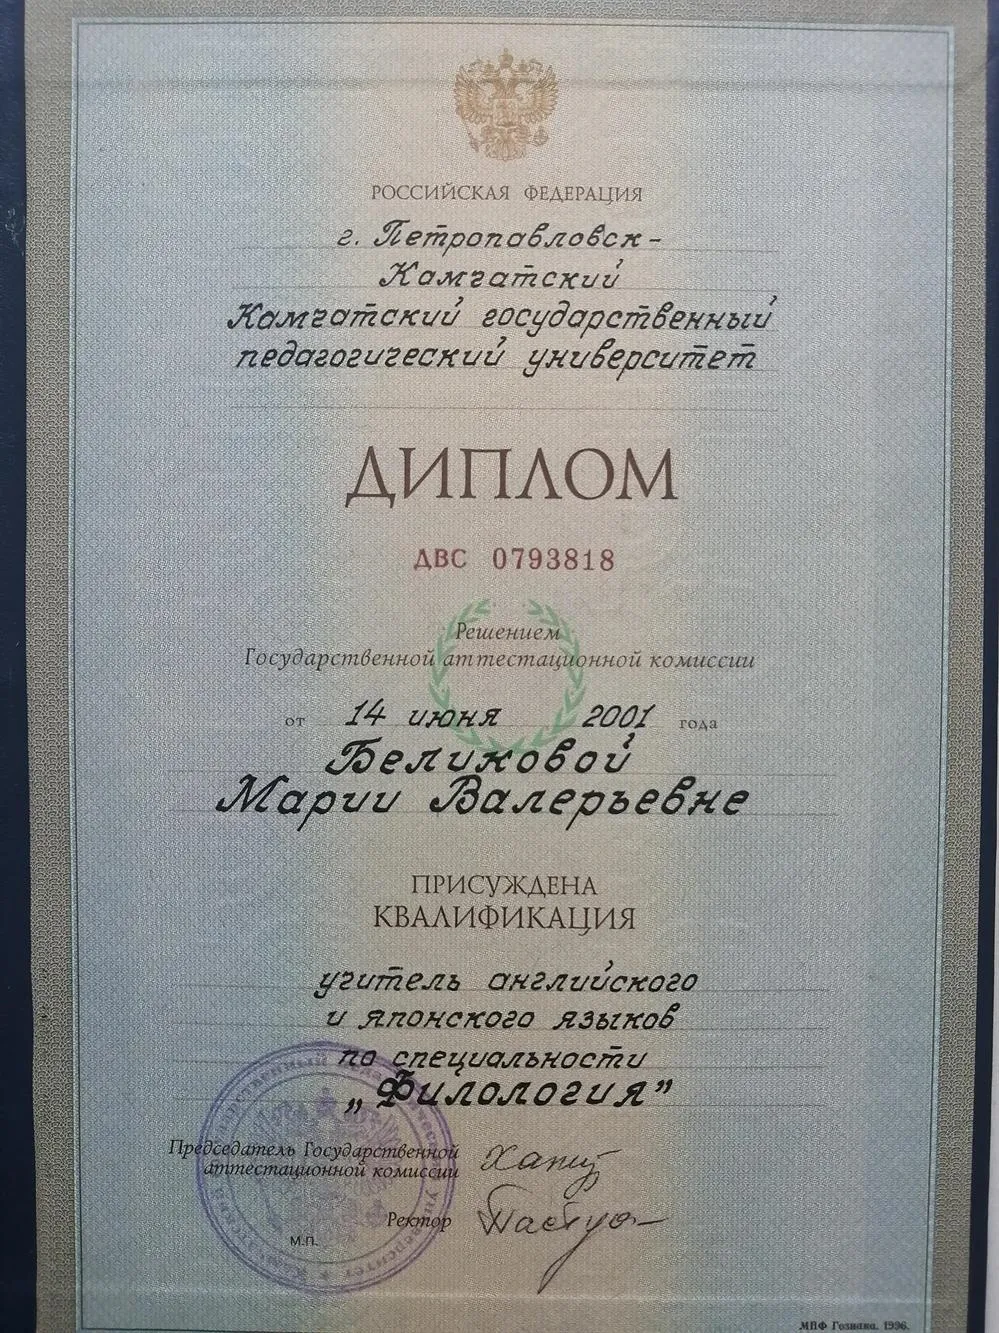 РОССИЙСКАЯ ФЕДЕРАЦИЯ
г. Петропавловск-
Камчатский
Камчатский государственный
педагогический университет
ДИПЛОМ
ДВС 0793818
Решением
Государственной аттестационной комиссии
от 14 июня 2001 года
Беликовой
Марии Валерьевне
ПРИСУЖДЕНА
КВАЛИФИКАЦИЯ
учитель английского
и японского языков
по специальности
„Филология”
Председатель Государственной
аттестационной комиссии
Ректор
М.П.
МПФ Гознака. 1996.